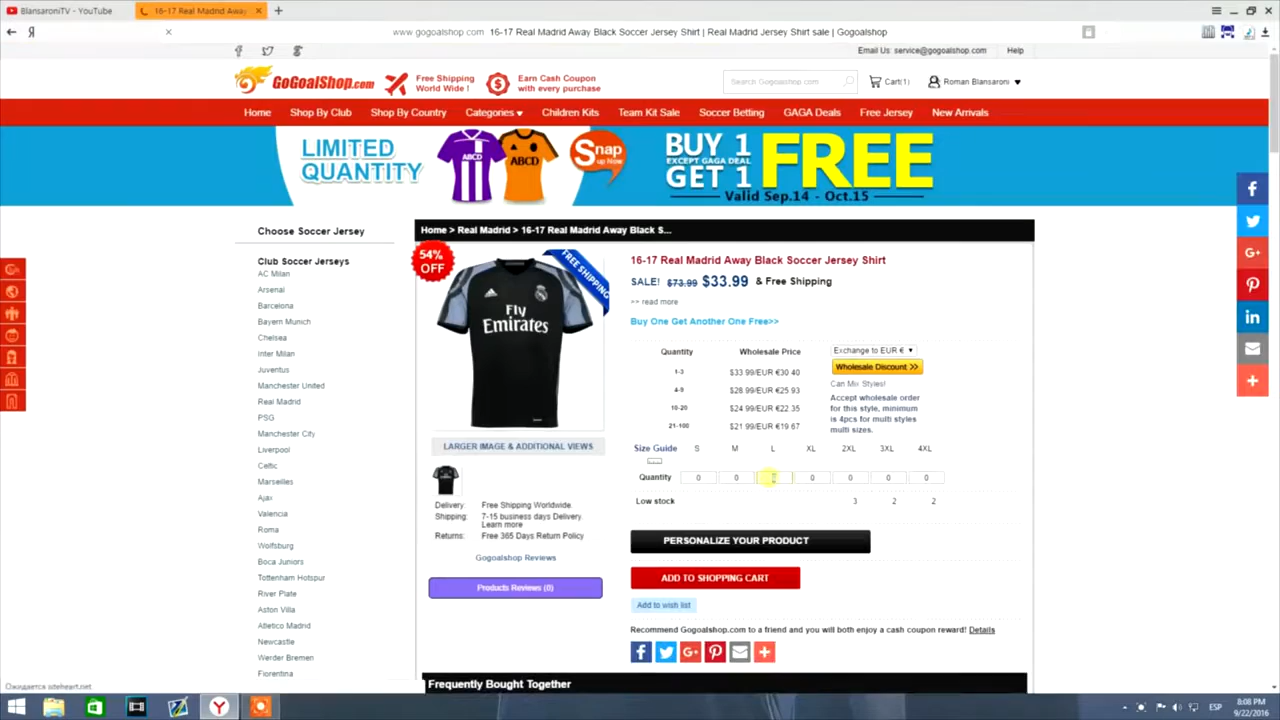 BlansaroniTV - YouTube
16-17 Real Madrid Away
www.gogoalshop.com 16-17 Real Madrid Away Black Soccer Jersey Shirt | Real Madrid Jersey Shirt sale | Gogoalshop
Email Us: service@gogoalshop.com Help
GoGoalShop.com
Free Shipping
World Wide !
Earn Cash Coupon
with every purchase
Search Gogoalshop.com
Cart(1)
Roman Blansaroni
Home Shop By Club Shop By Country Categories Children Kits Team Kit Sale Soccer Betting GAGA Deals Free Jersey New Arrivals
LIMITED
QUANTITY
ABCD
ABCD
Snap
up Now
BUY 1
EXCEPT GAGA DEAL
GET 1
FREE
Valid Sep.14 - Oct.15
Choose Soccer Jersey
Club Soccer Jerseys
AC Milan
Arsenal
Barcelona
Bayern Munich
Chelsea
Inter Milan
Juventus
Manchester United
Real Madrid
PSG
Manchester City
Liverpool
Celtic
Marseilles
Ajax
Valencia
Roma
Wolfsburg
Boca Juniors
Tottenham Hotspur
River Plate
Aston Villa
Atletico Madrid
Newcastle
Werder Bremen
Fiorentina
Home > Real Madrid > 16-17 Real Madrid Away Black S...
54%
OFF
FREE SHIPPING
Fly
Emirates
LARGER IMAGE & ADDITIONAL VIEWS
Delivery: Free Shipping Worldwide.
Shipping: 7-15 business days Delivery.
Learn more
Returns: Free 365 Days Return Policy
Gogoalshop Reviews
Products Reviews (0)
16-17 Real Madrid Away Black Soccer Jersey Shirt
SALE! $73.99 $33.99 & Free Shipping
>> read more
Buy One Get Another One Free>>
Quantity Wholesale Price
1-3 $33.99/EUR €30.40
4-9 $28.99/EUR €25.93
10-20 $24.99/EUR €22.35
21-100 $21.99/EUR €19.67
Exchange to EUR €
Wholesale Discount >>
Can Mix Styles!
Accept wholesale order
for this style, minimum
is 4pcs for multi styles
multi sizes.
Size Guide S M L XL 2XL 3XL 4XL
Quantity 0 0 0 0 0 0
Low stock 3 2 2
PERSONALIZE YOUR PRODUCT
ADD TO SHOPPING CART
Add to wish list
Recommend Gogoalshop.com to a friend and you will both enjoy a cash coupon reward! Details
Frequently Bought Together
Ожидается siteheart.net
ESP
8:08 PM
9/22/2016